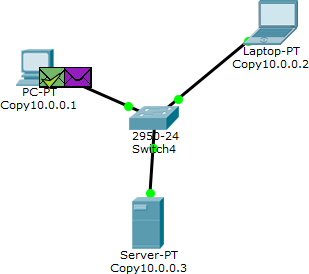 Laptop-PT
Copy10.0.0.2
PC-PT
Copy10.0.0.1
2950-24
Switch4
Server-PT
Copy10.0.0.3